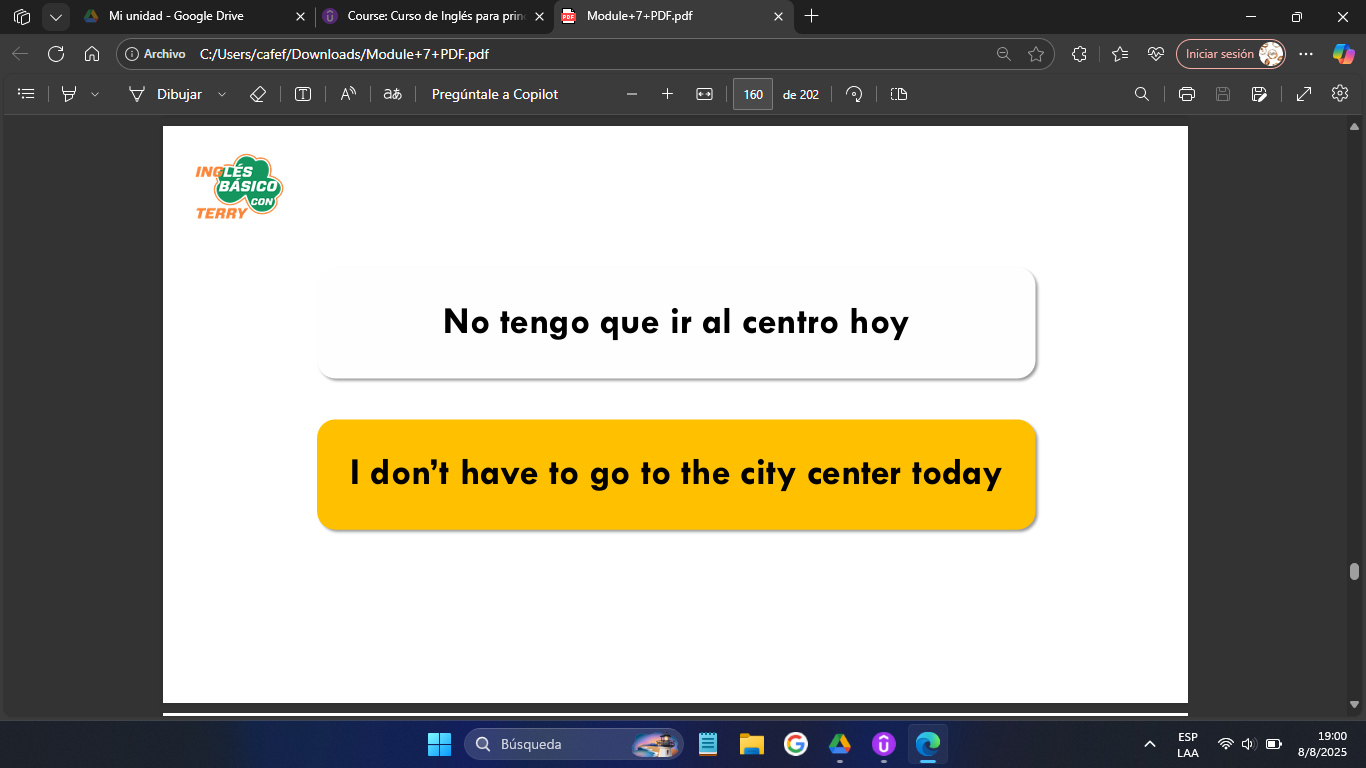 Mi unidad - Google Drive
Course: Curso de Inglés para prin
Module+7+PDF.pdf
Archivo
C:/Users/cafef/Downloads/Module+7+PDF.pdf
Iniciar sesión
Dibujar
aあ
Pregúntale a Copilot
160
de 202
INGLÉS
BÁSICO
CON
TERRY
No tengo que ir al centro hoy
I don't have to go to the city center today
Búsqueda
ESP
LAA
19:00
8/8/2025